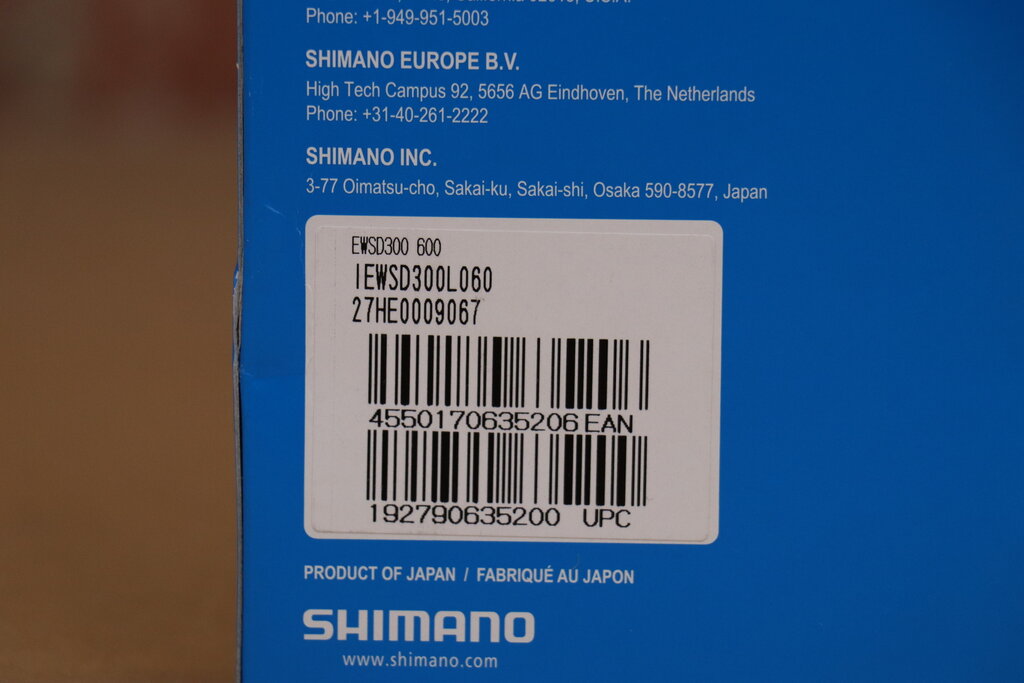 Phone: +1-949-951-5003
SHIMANO EUROPE B.V.
High Tech Campus 92, 5656 AG Eindhoven, The Netherlands
Phone: +31-40-261-2222
SHIMANO INC.
3-77 Oimatsu-cho, Sakai-ku, Sakai-shi, Osaka 590-8577, Japan
EWSD300 600
IEWSD300L060
27HE0009067
4550170635206 EAN
192790635200 UPC
PRODUCT OF JAPAN / FABRIQUÉ AU JAPON
SHIMANO
www.shimano.com